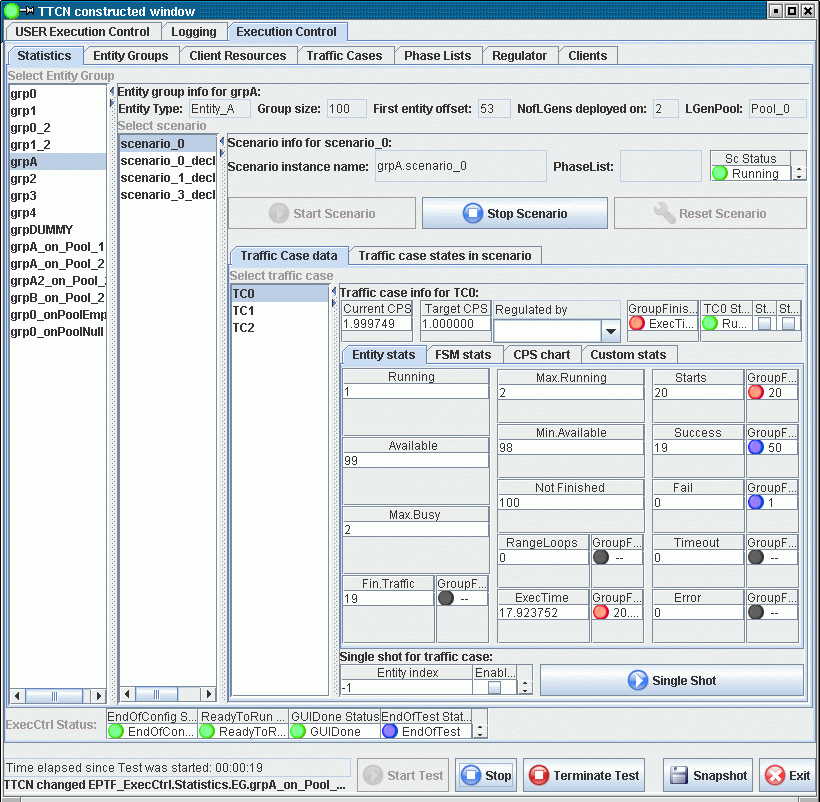 TTCN constructed window
USER Execution Control Logging Execution Control
Statistics Entity Groups Client Resources Traffic Cases Phase Lists Regulator Clients
Select Entity Group
grp0
grp1
grp0_2
grp1_2
grpA
grp2
grp3
grp4
grpDUMMY
grpA_on_Pool_1
grpA_on_Pool_2
grpA2_on_Pool_
grpB_on_Pool_2
grp0_onPoolEmp
grp0_onPoolNull
Entity group info for grpA:
Entity Type: Entity_A Group size: 100 First entity offset: 53 NofLGens deployed on: 2 LGenPool: Pool_0
Select scenario
scenario_0
scenario_0_decl
scenario_1_decl
scenario_3_decl
Scenario info for scenario_0:
Scenario instance name: grpA.scenario_0 PhaseList: Sc Status
Running
Start Scenario Stop Scenario Reset Scenario
Traffic Case data Traffic case states in scenario
Select traffic case
TC0
TC1
TC2
Traffic case info for TC0:
Current CPS Target CPS Regulated by GroupFinis... TC0 St... St... St...
1.999749 1.000000 ExecTi... Ru...
Entity stats FSM stats CPS chart Custom stats
Running Max.Running Starts GroupF...
1 2 20 20
Min.Available Success GroupF...
Available 98 19 50
99
Not Finished Fail GroupF...
100 0 1
Max.Busy
2
RangeLoops GroupF... Timeout GroupF...
0 -- 0 --
Fin.Traffic GroupF... ExecTime GroupF... Error GroupF...
19 -- 17.923752 20.... 0 --
Single shot for traffic case:
Entity index Enabl...
-1
Single Shot
ExecCtrl Status: EndOfConfig S... ReadyToRun ... GUIDone Status EndOfTest Stat...
EndOfCon... ReadyToR... GUIDone EndOfTest
Time elapsed since Test was started: 00:00:19
TTCN changed EPTF_ExecCtrl.Statistics.EG.grpA_on_Pool_...
Start Test Stop Terminate Test Snapshot Exit